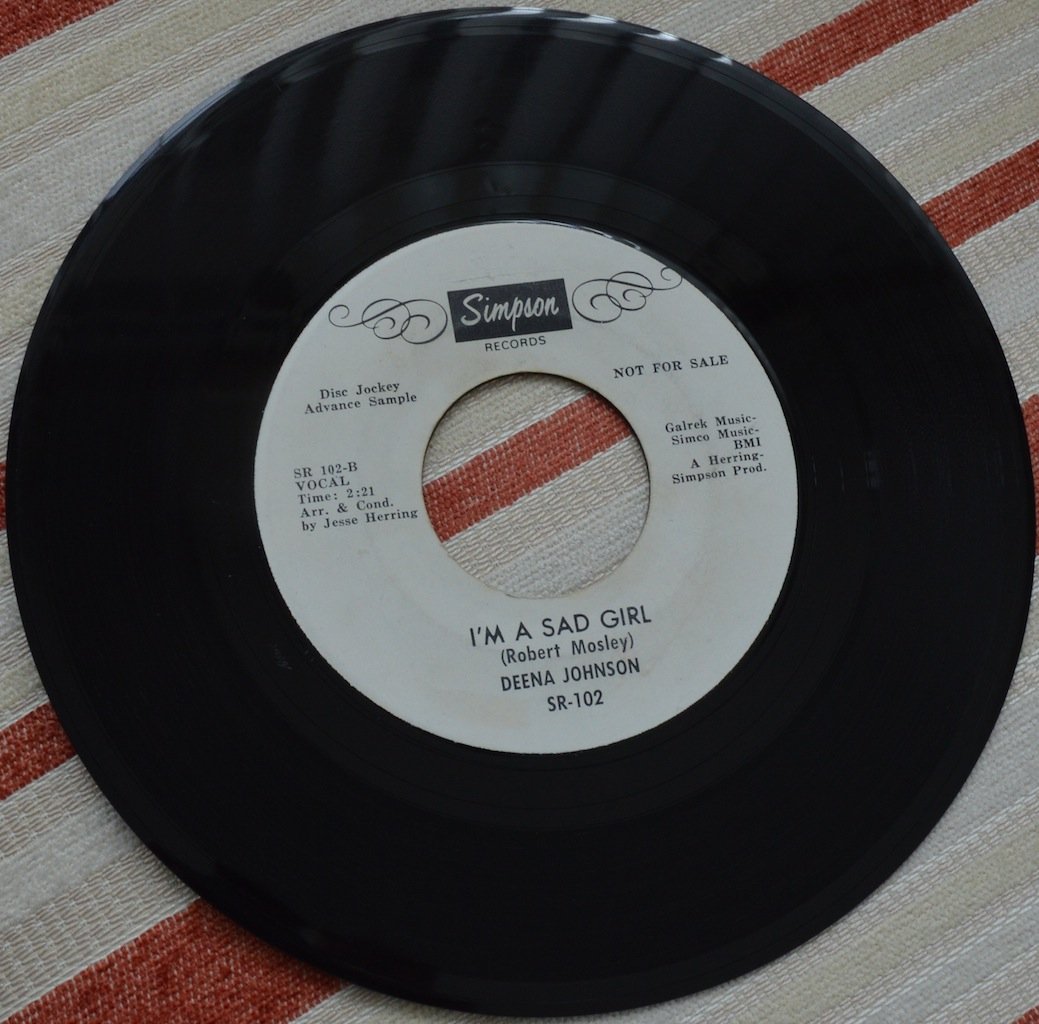 Simpson
RECORDS
NOT FOR SALE
Disc Jockey
Advance Sample
Galrek Music-
Simco Music-
BMI
A Herring-
Simpson Prod.
SR 102-B
VOCAL
Time: 2:21
Arr. & Cond.
by Jesse Herring
I'M A SAD GIRL
(Robert Mosley)
DEENA JOHNSON
SR-102